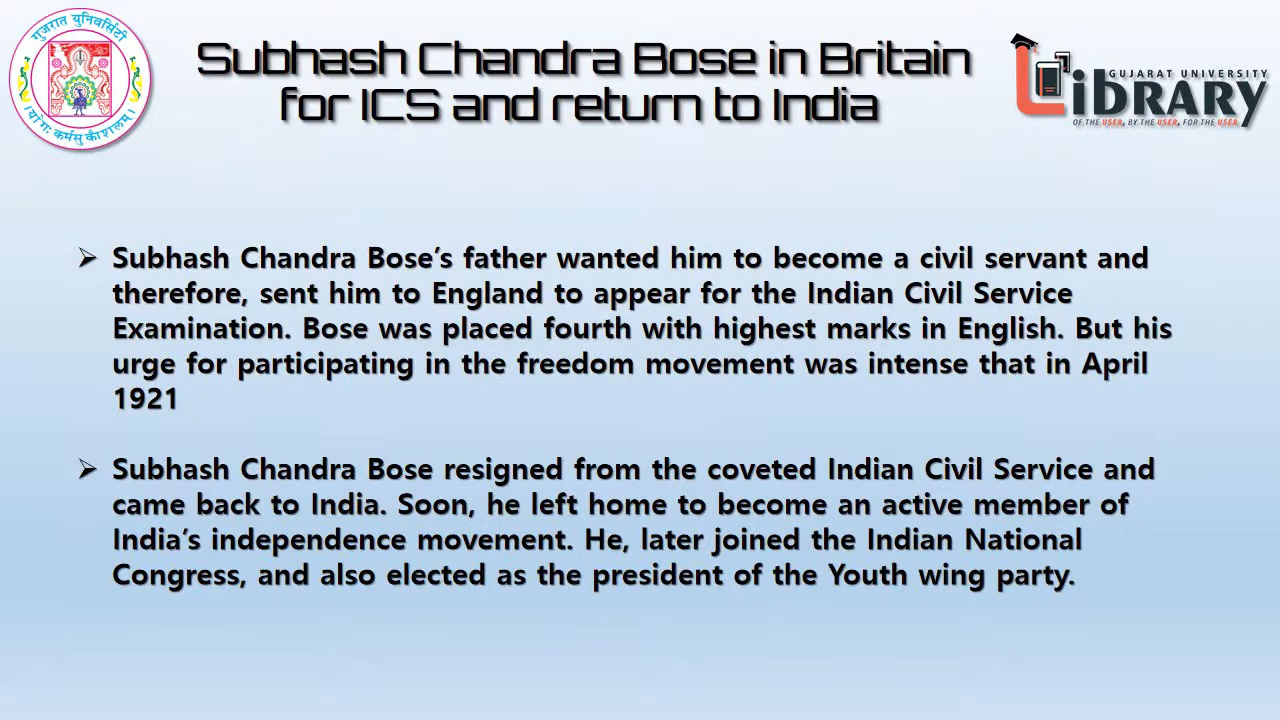 गुजरात युनिवर्सिटी
।योगः कर्मसु कौशलम्।
Subhash Chandra Bose in Britain
for ICS and return to India
GUJARAT UNIVERSITY
LiBRARY
OF THE USER, BY THE USER, FOR THE USER
➢ Subhash Chandra Bose’s father wanted him to become a civil servant and
therefore, sent him to England to appear for the Indian Civil Service
Examination. Bose was placed fourth with highest marks in English. But his
urge for participating in the freedom movement was intense that in April
1921
➢ Subhash Chandra Bose resigned from the coveted Indian Civil Service and
came back to India. Soon, he left home to become an active member of
India’s independence movement. He, later joined the Indian National
Congress, and also elected as the president of the Youth wing party.